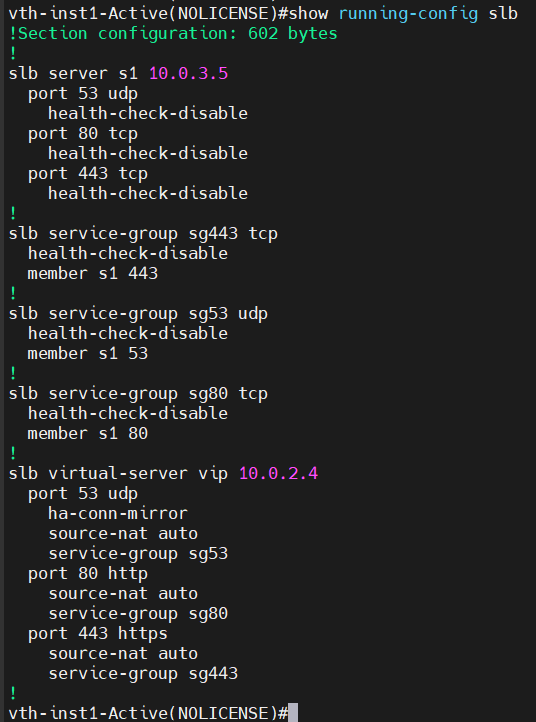 vth-inst1-Active(NOLICENSE)#show running-config slb
!Section configuration: 602 bytes
!
slb server s1 10.0.3.5
  port 53 udp
    health-check-disable
  port 80 tcp
    health-check-disable
  port 443 tcp
    health-check-disable
!
slb service-group sg443 tcp
  health-check-disable
  member s1 443
!
slb service-group sg53 udp
  health-check-disable
  member s1 53
!
slb service-group sg80 tcp
  health-check-disable
  member s1 80
!
slb virtual-server vip 10.0.2.4
  port 53 udp
    ha-conn-mirror
    source-nat auto
    service-group sg53
  port 80 http
    source-nat auto
    service-group sg80
  port 443 https
    source-nat auto
    service-group sg443
!
vth-inst1-Active(NOLICENSE)#